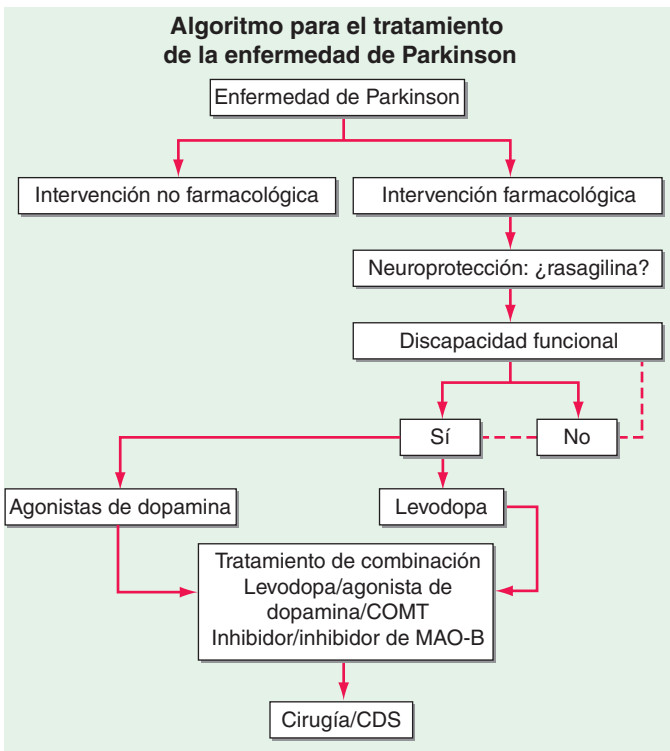 Algoritmo para el tratamiento
de la enfermedad de Parkinson
Enfermedad de Parkinson
Intervención no farmacológica
Intervención farmacológica
Neuroprotección: ¿rasagilina?
Discapacidad funcional
Sí
No
Agonistas de dopamina
Levodopa
Tratamiento de combinación
Levodopa/agonista de
dopamina/COMT
Inhibidor/inhibidor de MAO-B
Cirugía/CDS